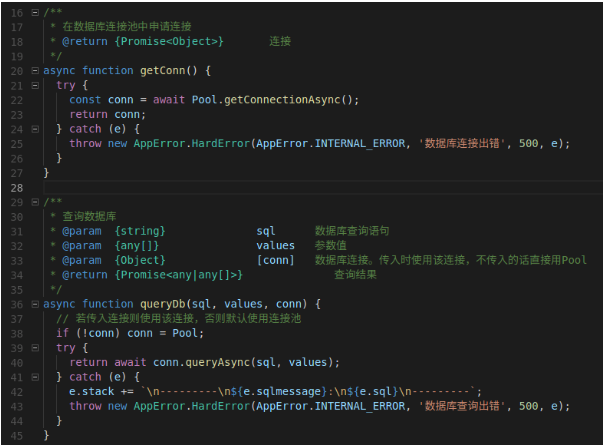 16 /**
17  * 在数据库连接池中申请连接
18  * @return {Promise<Object>}       连接
19  */
20 async function getConn() {
21   try {
22     const conn = await Pool.getConnectionAsync();
23     return conn;
24   } catch (e) {
25     throw new AppError.HardError(AppError.INTERNAL_ERROR, '数据库连接出错', 500, e);
26   }
27 }
28
29 /**
30  * 查询数据库
31  * @param  {string}              sql      数据库查询语句
32  * @param  {any[]}               values   参数值
33  * @param  {Object}              [conn]   数据库连接。传入时使用该连接，不传入的话直接用Pool
34  * @return {Promise<any|any[]>}              查询结果
35  */
36 async function queryDb(sql, values, conn) {
37   // 若传入连接则使用该连接，否则默认使用连接池
38   if (!conn) conn = Pool;
39   try {
40     return await conn.queryAsync(sql, values);
41   } catch (e) {
42     e.stack += `\n---------\n${e.sqlmessage}:\n${e.sql}\n---------`;
43     throw new AppError.HardError(AppError.INTERNAL_ERROR, '数据库查询出错', 500, e);
44   }
45 }